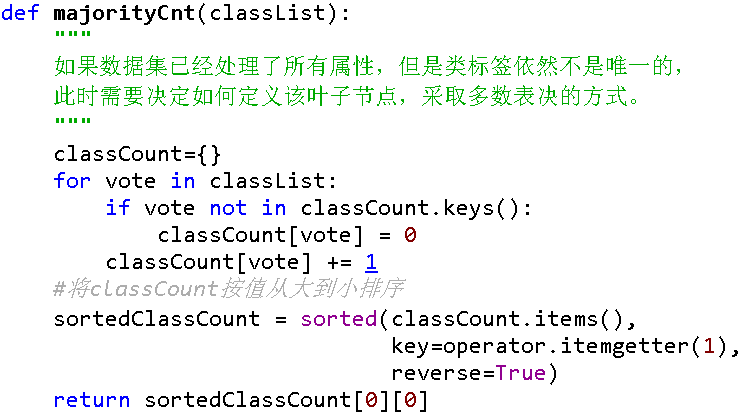 def majorityCnt(classList):
    """
    如果数据集已经处理了所有属性，但是类标签依然不是唯一的，
    此时需要决定如何定义该叶子节点，采取多数表决的方式。
    """
    classCount={}
    for vote in classList:
        if vote not in classCount.keys():
            classCount[vote] = 0
        classCount[vote] += 1
    #将classCount按值从大到小排序
    sortedClassCount = sorted(classCount.items(),
                              key=operator.itemgetter(1),
                              reverse=True)
    return sortedClassCount[0][0]